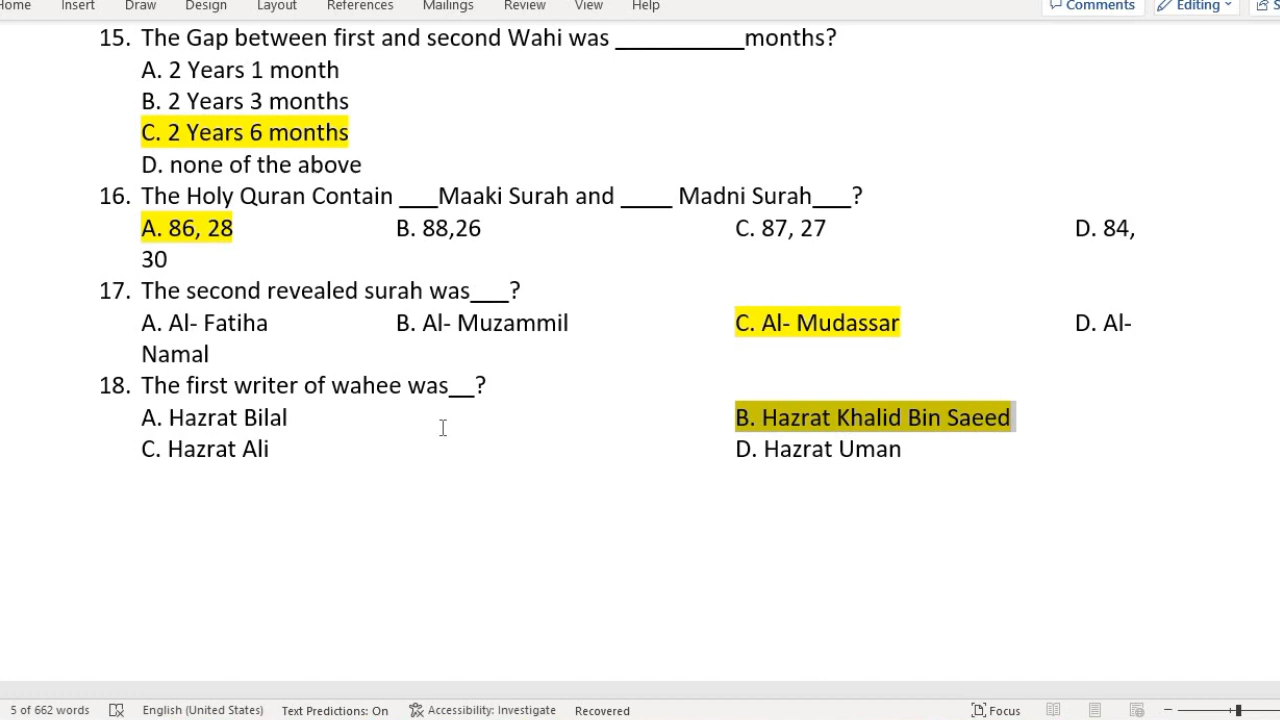 Home Insert Draw Design Layout References Mailings Review View Help Comments Editing
15. The Gap between first and second Wahi was __________months?
A. 2 Years 1 month
B. 2 Years 3 months
C. 2 Years 6 months
D. none of the above
16. The Holy Quran Contain ___Maaki Surah and ____ Madni Surah___?
A. 86, 28 B. 88,26 C. 87, 27 D. 84,
30
17. The second revealed surah was___?
A. Al- Fatiha B. Al- Muzammil C. Al- Mudassar D. Al-
Namal
18. The first writer of wahee was__?
A. Hazrat Bilal B. Hazrat Khalid Bin Saeed
C. Hazrat Ali D. Hazrat Uman
5 of 662 words English (United States) Text Predictions: On Accessibility: Investigate Recovered Focus